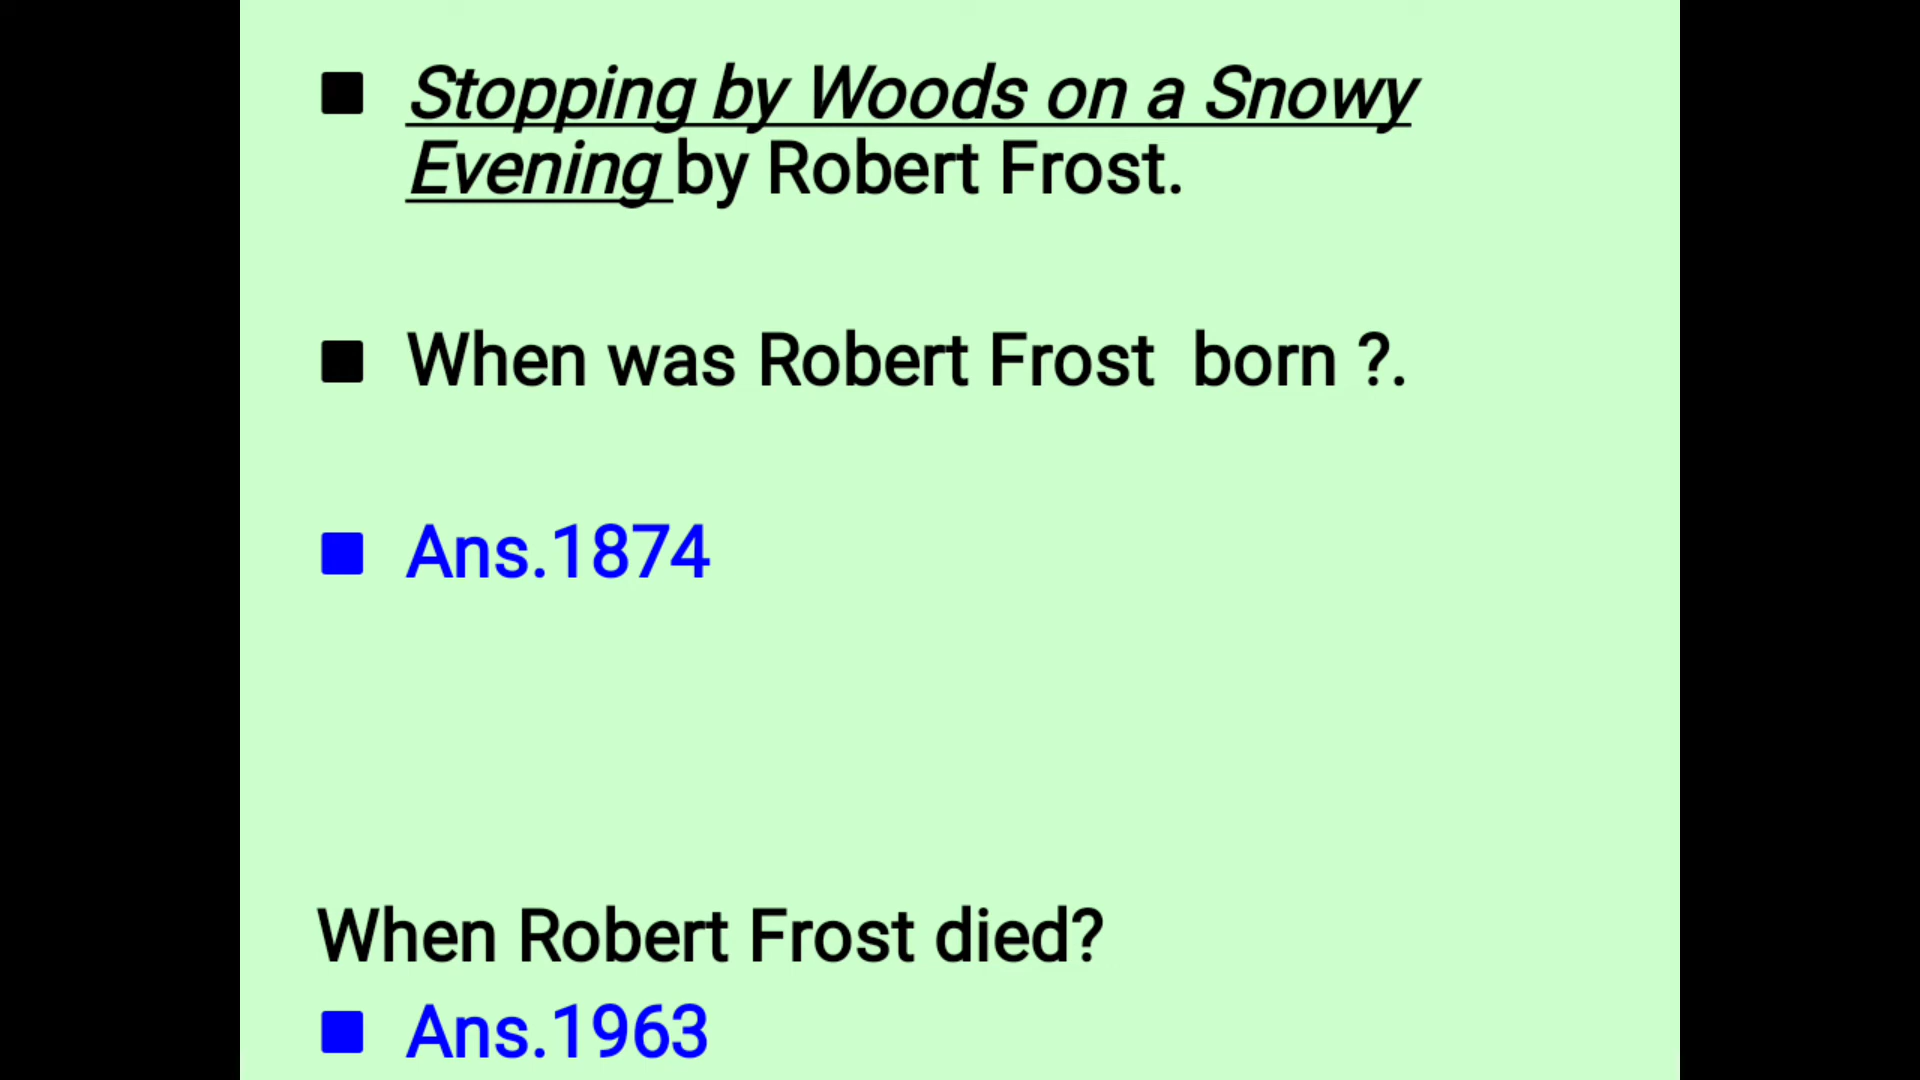 Stopping by Woods on a Snowy
Evening by Robert Frost.
When was Robert Frost  born ?.
Ans.1874
When Robert Frost died?
Ans.1963